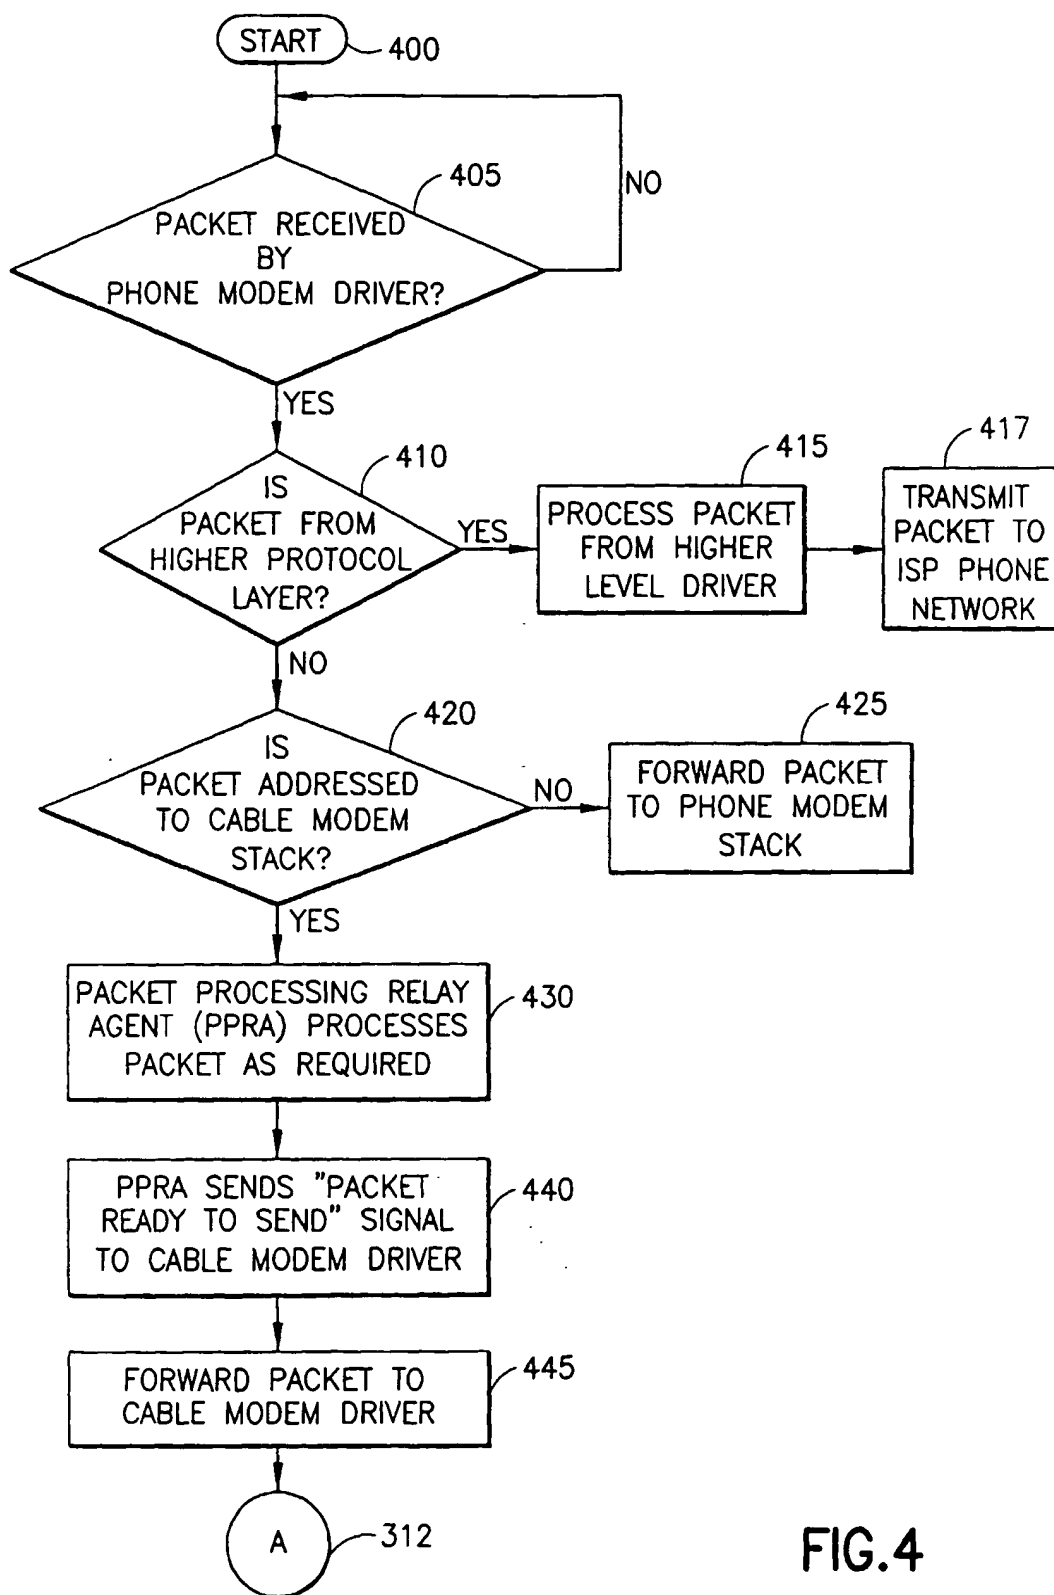 START
400
405
NO
PACKET RECEIVED
BY
PHONE MODEM DRIVER?
YES
410
IS
PACKET FROM
HIGHER PROTOCOL
LAYER?
YES
415
PROCESS PACKET
FROM HIGHER
LEVEL DRIVER
417
TRANSMIT
PACKET TO
ISP PHONE
NETWORK
NO
420
IS
PACKET ADDRESSED
TO CABLE MODEM
STACK?
NO
425
FORWARD PACKET
TO PHONE MODEM
STACK
YES
PACKET PROCESSING RELAY
AGENT (PPRA) PROCESSES
PACKET AS REQUIRED
430
PPRA SENDS "PACKET
READY TO SEND" SIGNAL
TO CABLE MODEM DRIVER
440
FORWARD PACKET TO
CABLE MODEM DRIVER
445
A
312
FIG.4